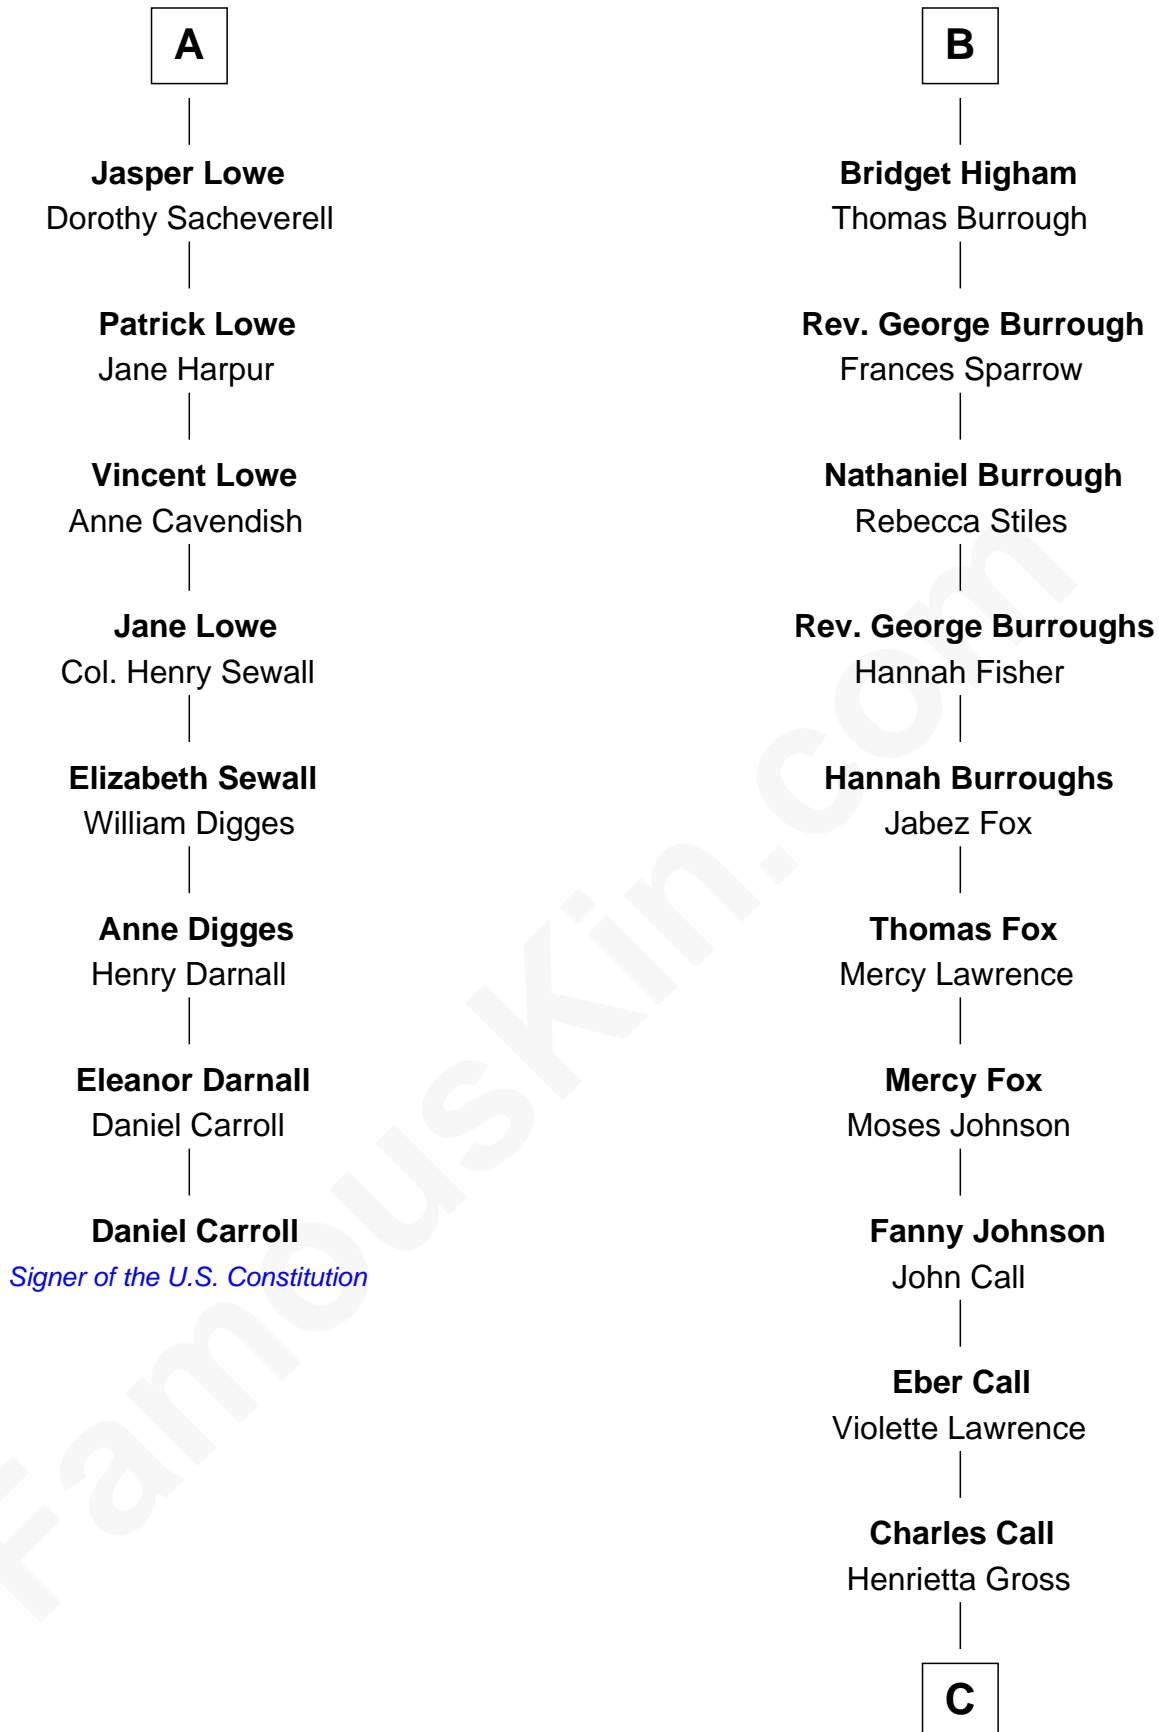 A
Jasper Lowe
Dorothy Sacheverell
Patrick Lowe
Jane Harpur
Vincent Lowe
Anne Cavendish
Jane Lowe
Col. Henry Sewall
Elizabeth Sewall
William Digges
Anne Digges
Henry Darnall
Eleanor Darnall
Daniel Carroll
Daniel Carroll
Signer of the U.S. Constitution
B
Bridget Higham
Thomas Burrough
Rev. George Burrough
Frances Sparrow
Nathaniel Burrough
Rebecca Stiles
Rev. George Burroughs
Hannah Fisher
Hannah Burroughs
Jabez Fox
Thomas Fox
Mercy Lawrence
Mercy Fox
Moses Johnson
Fanny Johnson
John Call
Eber Call
Violette Lawrence
Charles Call
Henrietta Gross
C
FamousKin.com